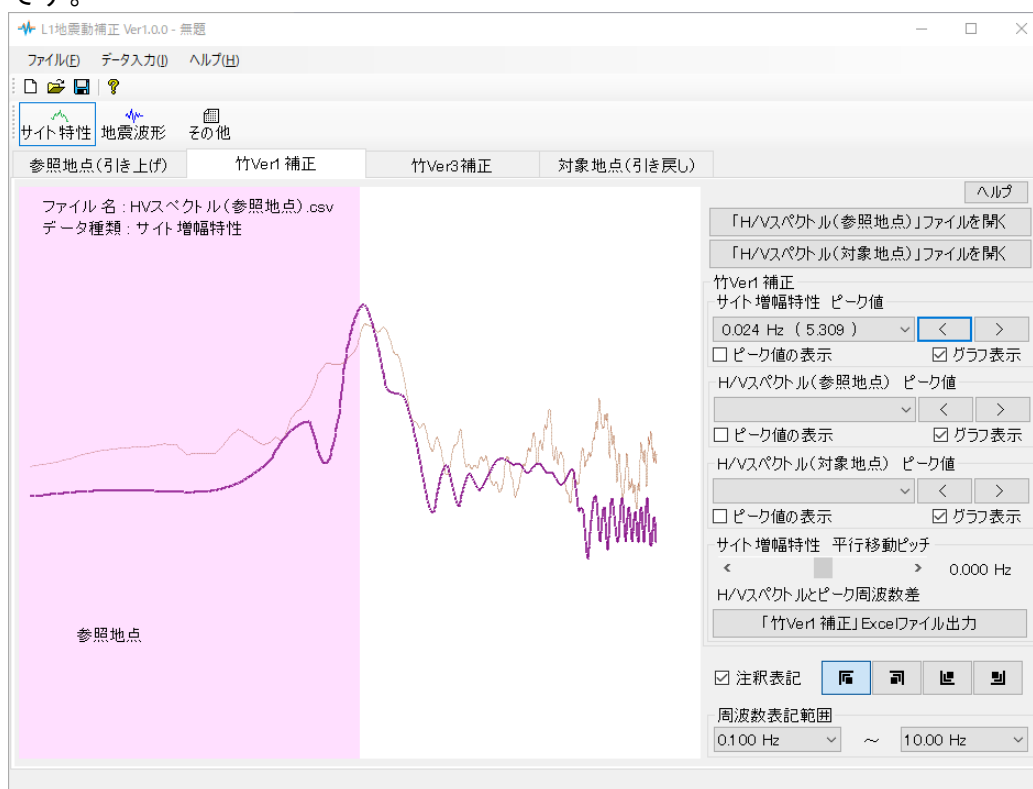 です。
L1地震動補正 Ver1.0.0 - 無題
ファイル(F) データ入力(I) ヘルプ(H)
サイト特性 地震波形 その他
参照地点(引き上げ) 竹Ver1 補正 竹Ver3補正 対象地点(引き戻し)
ファイル名 : HVスペクトル(参照地点).csv
データ種類 : サイト増幅特性
参照地点
ヘルプ
「H/Vスペクトル(参照地点)」ファイルを開く
「H/Vスペクトル(対象地点)」ファイルを開く
竹Ver1 補正
サイト増幅特性 ピーク値
0.024 Hz ( 5.309 ) < >
ピーク値の表示 グラフ表示
H/Vスペクトル(参照地点) ピーク値
< >
ピーク値の表示 グラフ表示
H/Vスペクトル(対象地点) ピーク値
< >
ピーク値の表示 グラフ表示
サイト増幅特性 平行移動ピッチ
< > 0.000 Hz
H/Vスペクトルとピーク周波数差
「竹Ver1 補正」Excelファイル出力
注釈表記
周波数表記範囲
0.100 Hz ~ 10.00 Hz